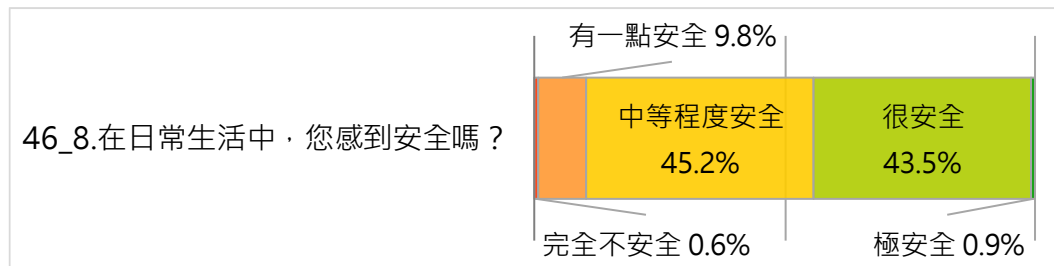 有一點安全 9.8%
46_8.在日常生活中，您感到安全嗎？
中等程度安全
45.2%
很安全
43.5%
完全不安全 0.6%
極安全 0.9%